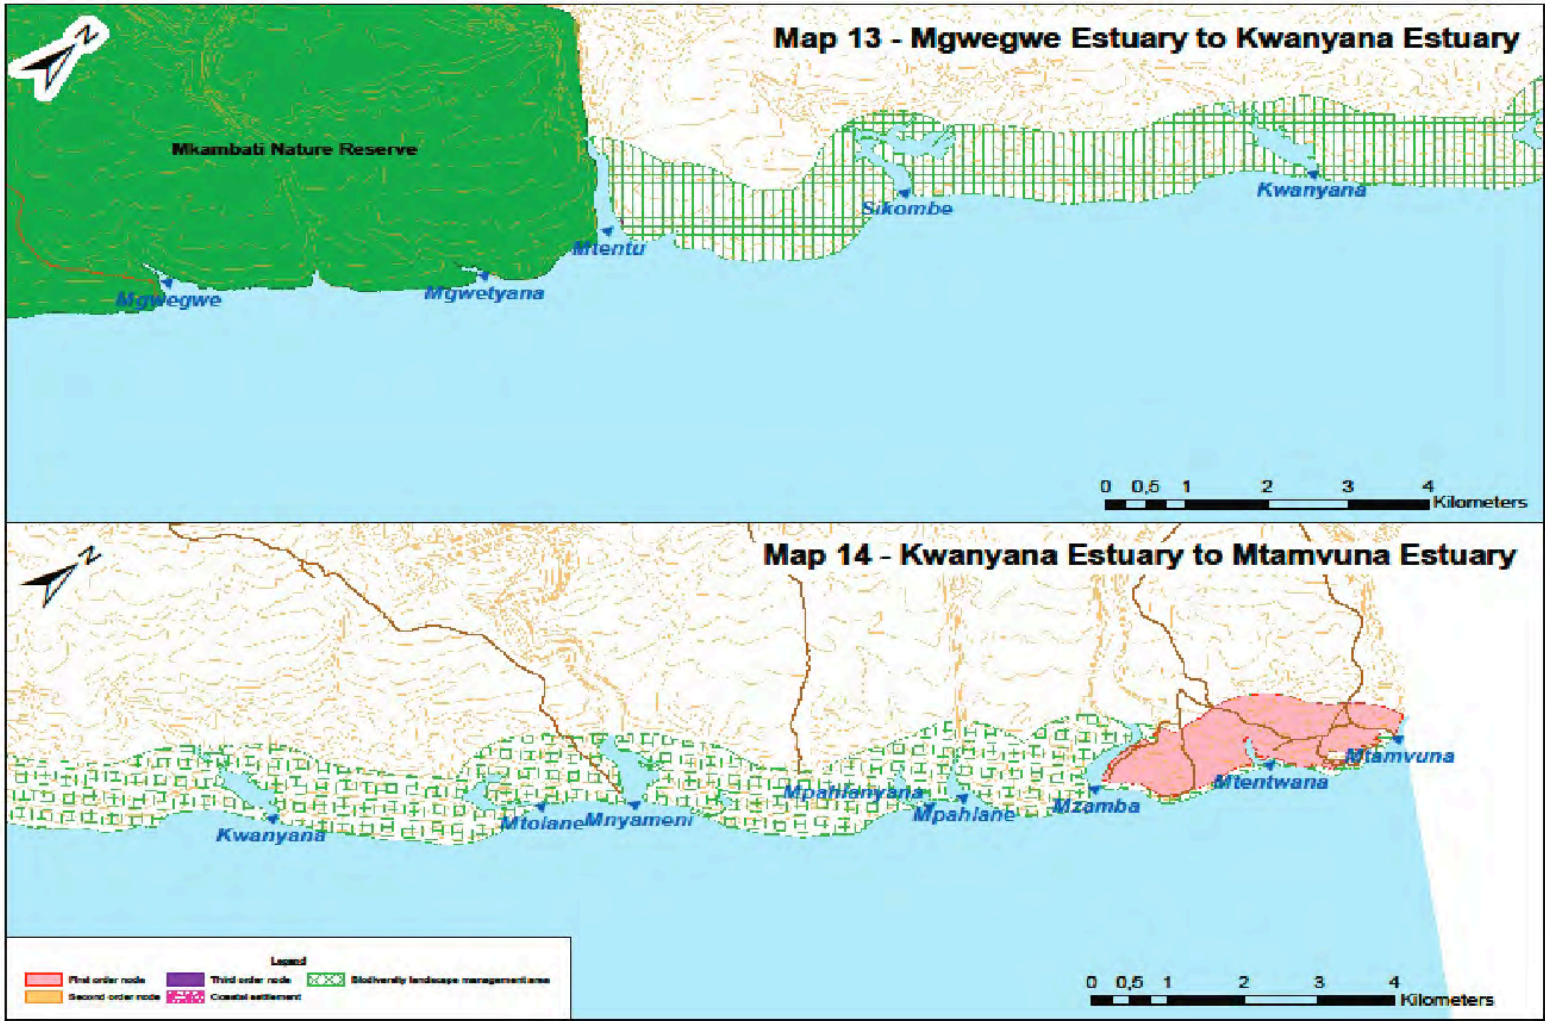 Map 13 - Mgwegwe Estuary to Kwanyana Estuary
N
Mkambati Nature Reserve
Mgwegwe
Mgwetyana
Mtentu
Sikombe
Kwanyana
0 0,5 1 2 3 4
Kilometers
Map 14 - Kwanyana Estuary to Mtamvuna Estuary
N
Kwanyana
Mtolane
Mnyameni
Mpahlanyana
Mpahlane
Mzamba
Mtentwana
Mtamvuna
Legend
First order node
Third order node
Biodiversity landscape management area
Second order node
Coastal settlement
0 0,5 1 2 3 4
Kilometers